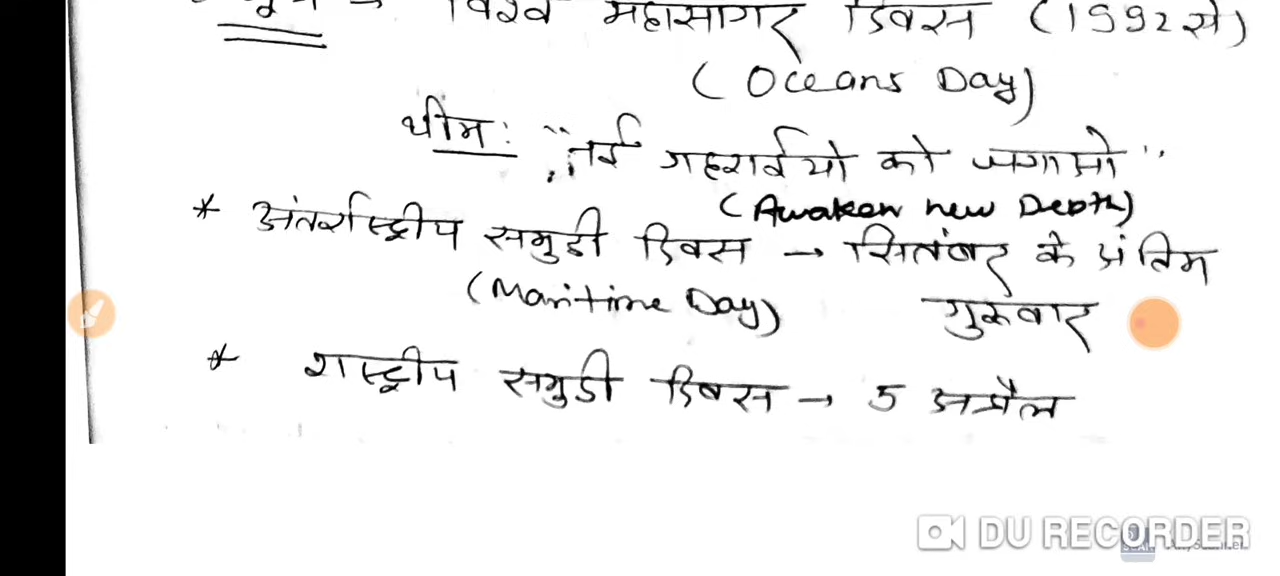 → विश्व महासागर दिवस (1992 से)
(Oceans Day)
थीम: "नई गहराईयो को जगाओ"
(Awaken new Depth)
* अंतर्राष्ट्रीय समुद्री दिवस → सितंबर के अंतिम
(Maritime Day) गुरुवार
* राष्ट्रीय समुद्री दिवस → 5 अप्रैल
DU RECORDER